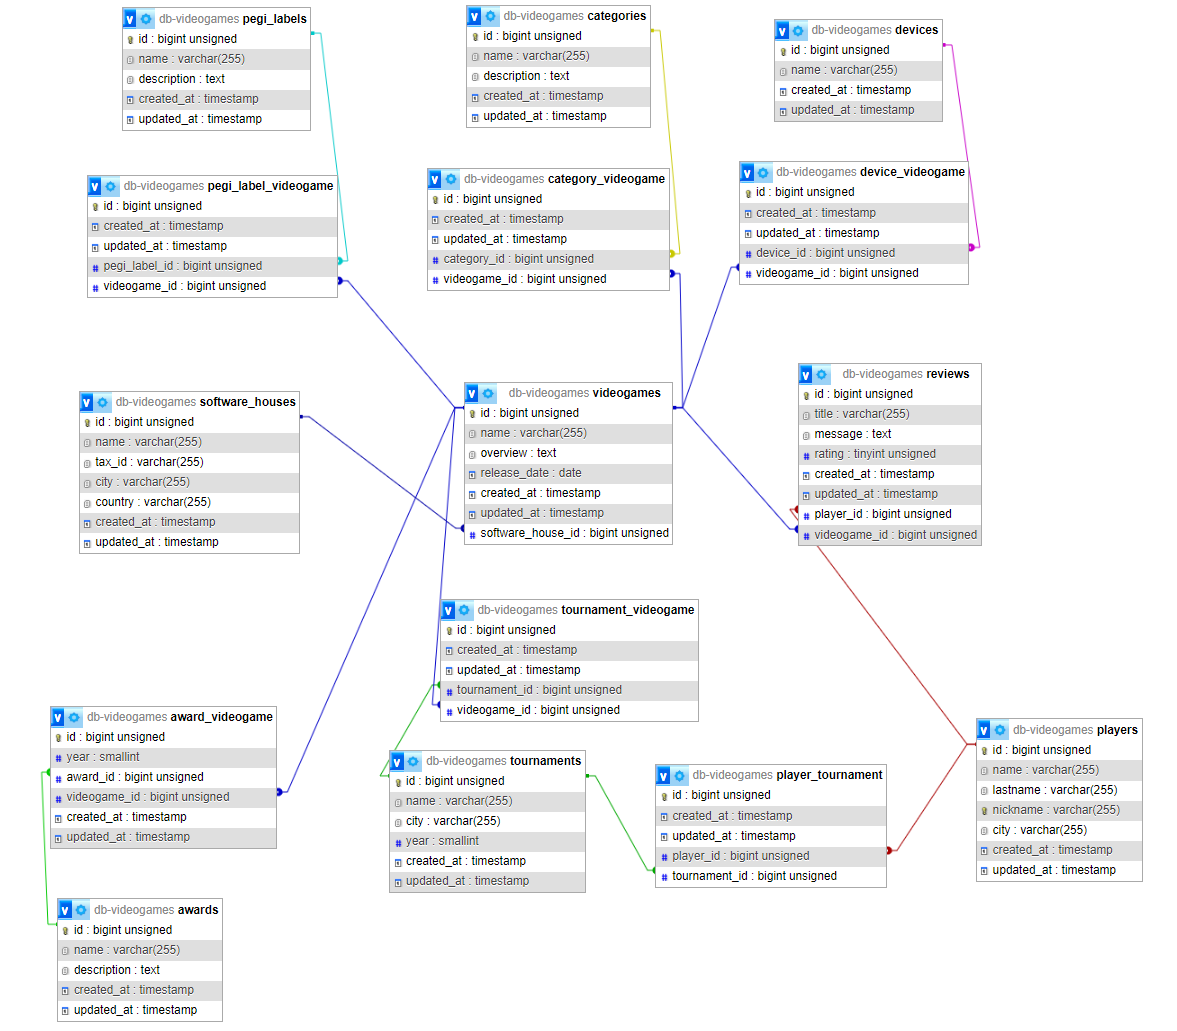 db-videogames pegi_labels
id : bigint unsigned
name : varchar(255)
description : text
created_at : timestamp
updated_at : timestamp
db-videogames categories
id : bigint unsigned
name : varchar(255)
description : text
created_at : timestamp
updated_at : timestamp
db-videogames devices
id : bigint unsigned
name : varchar(255)
created_at : timestamp
updated_at : timestamp
db-videogames pegi_label_videogame
id : bigint unsigned
created_at : timestamp
updated_at : timestamp
pegi_label_id : bigint unsigned
videogame_id : bigint unsigned
db-videogames category_videogame
id : bigint unsigned
created_at : timestamp
updated_at : timestamp
category_id : bigint unsigned
videogame_id : bigint unsigned
db-videogames device_videogame
id : bigint unsigned
created_at : timestamp
updated_at : timestamp
device_id : bigint unsigned
videogame_id : bigint unsigned
db-videogames software_houses
id : bigint unsigned
name : varchar(255)
tax_id : varchar(255)
city : varchar(255)
country : varchar(255)
created_at : timestamp
updated_at : timestamp
db-videogames videogames
id : bigint unsigned
name : varchar(255)
overview : text
release_date : date
created_at : timestamp
updated_at : timestamp
software_house_id : bigint unsigned
db-videogames reviews
id : bigint unsigned
title : varchar(255)
message : text
rating : tinyint unsigned
created_at : timestamp
updated_at : timestamp
player_id : bigint unsigned
videogame_id : bigint unsigned
db-videogames tournament_videogame
id : bigint unsigned
created_at : timestamp
updated_at : timestamp
tournament_id : bigint unsigned
videogame_id : bigint unsigned
db-videogames award_videogame
id : bigint unsigned
year : smallint
award_id : bigint unsigned
videogame_id : bigint unsigned
created_at : timestamp
updated_at : timestamp
db-videogames tournaments
id : bigint unsigned
name : varchar(255)
city : varchar(255)
year : smallint
created_at : timestamp
updated_at : timestamp
db-videogames player_tournament
id : bigint unsigned
created_at : timestamp
updated_at : timestamp
player_id : bigint unsigned
tournament_id : bigint unsigned
db-videogames players
id : bigint unsigned
name : varchar(255)
lastname : varchar(255)
nickname : varchar(255)
city : varchar(255)
created_at : timestamp
updated_at : timestamp
db-videogames awards
id : bigint unsigned
name : varchar(255)
description : text
created_at : timestamp
updated_at : timestamp